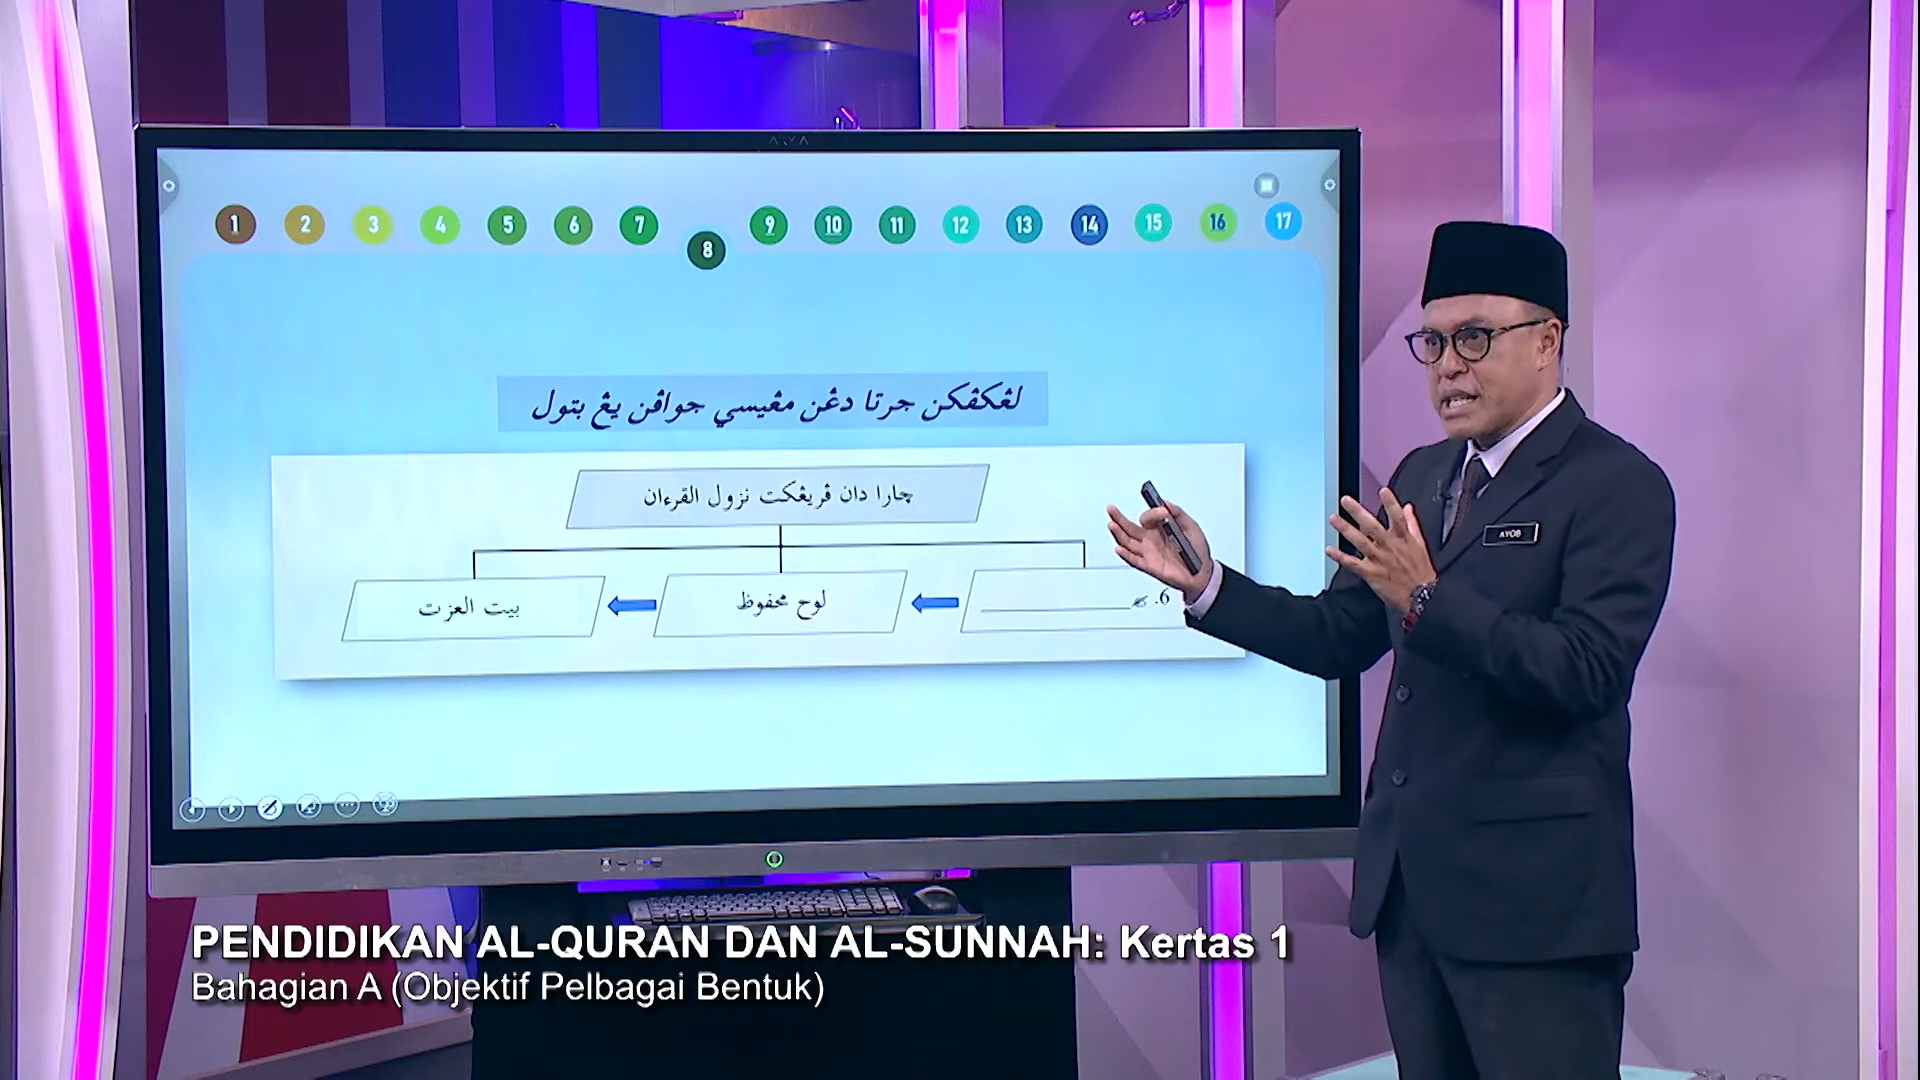 1 2 3 4 5 6 7 8 9 10 11 12 13 14 15 16 17
لڠكڤكن جرتا دڠن مڠيسي جواڤن يڠ بتول
چارا دان ڤريڠكت نزول القرءان
6.
لوح محفوظ
بيت العزت
AYOB
PENDIDIKAN AL-QURAN DAN AL-SUNNAH: Kertas 1
Bahagian A (Objektif Pelbagai Bentuk)